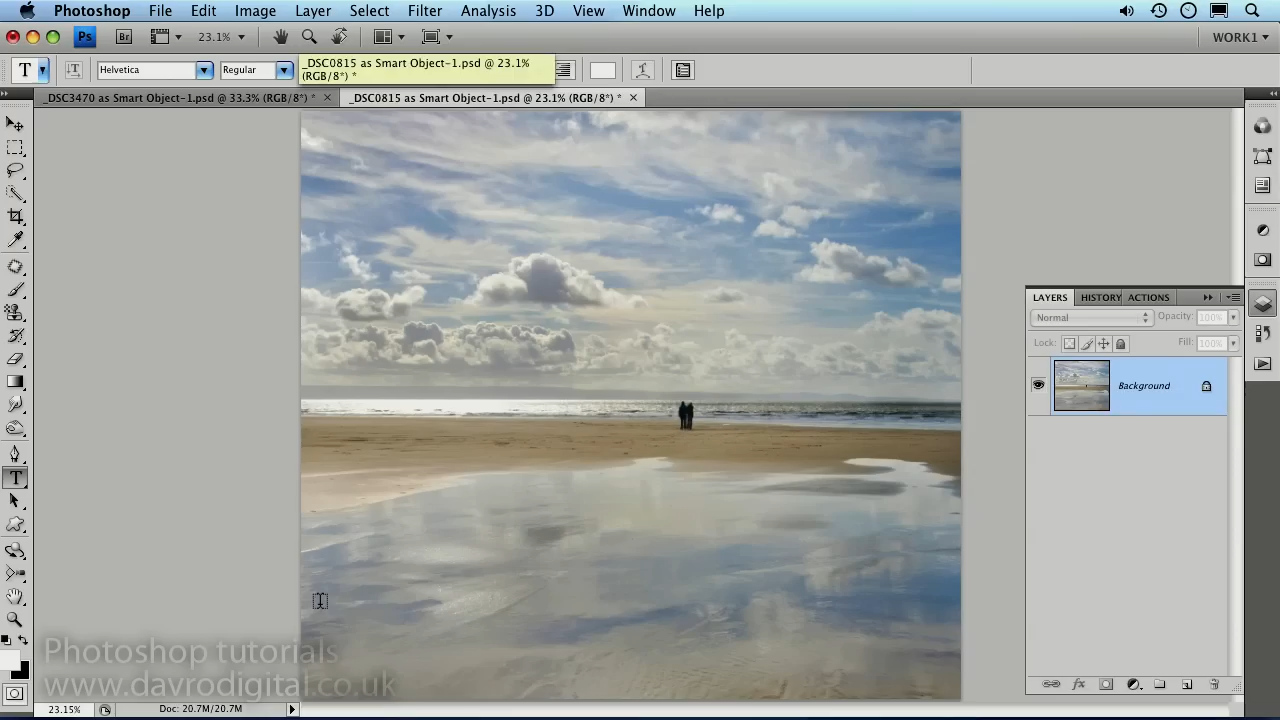 Photoshop File Edit Image Layer Select Filter Analysis 3D View Window Help
Ps Br 23.1% WORK1
T T Helvetica Regular _DSC0815 as Smart Object-1.psd @ 23.1%
(RGB/8*) *
_DSC3470 as Smart Object-1.psd @ 33.3% (RGB/8*) * _DSC0815 as Smart Object-1.psd @ 23.1% (RGB/8*) *
LAYERS HISTORY ACTIONS
Normal Opacity: 100%
Lock: Fill: 100%
Background
T
fx
Photoshop tutorials
www.davrodigital.co.uk
23.15% Doc: 20.7M/20.7M